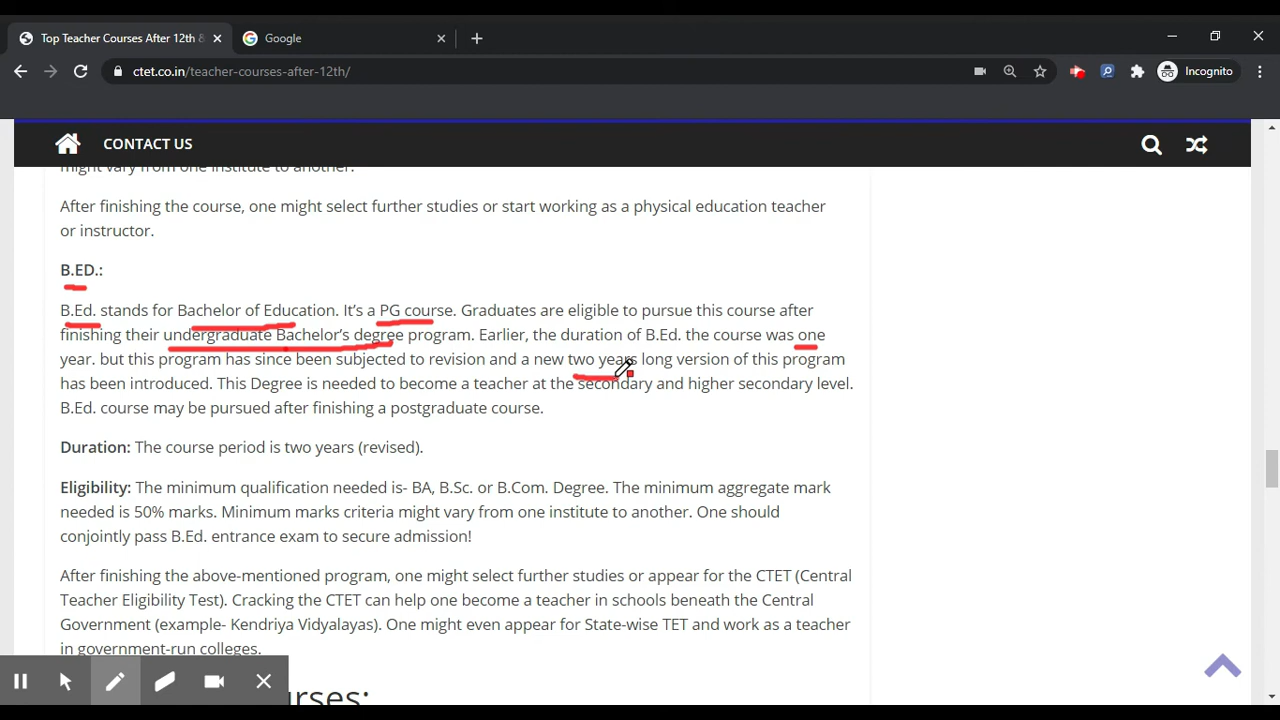 Top Teacher Courses After 12th &
Google
ctet.co.in/teacher-courses-after-12th/
Incognito
CONTACT US
might vary from one institute to another.
After finishing the course, one might select further studies or start working as a physical education teacher
or instructor.
B.ED.:
B.Ed. stands for Bachelor of Education. It's a PG course. Graduates are eligible to pursue this course after
finishing their undergraduate Bachelor's degree program. Earlier, the duration of B.Ed. the course was one
year. but this program has since been subjected to revision and a new two years long version of this program
has been introduced. This Degree is needed to become a teacher at the secondary and higher secondary level.
B.Ed. course may be pursued after finishing a postgraduate course.
Duration: The course period is two years (revised).
Eligibility: The minimum qualification needed is- BA, B.Sc. or B.Com. Degree. The minimum aggregate mark
needed is 50% marks. Minimum marks criteria might vary from one institute to another. One should
conjointly pass B.Ed. entrance exam to secure admission!
After finishing the above-mentioned program, one might select further studies or appear for the CTET (Central
Teacher Eligibility Test). Cracking the CTET can help one become a teacher in schools beneath the Central
Government (example- Kendriya Vidyalayas). One might even appear for State-wise TET and work as a teacher
in government-run colleges.
urses: